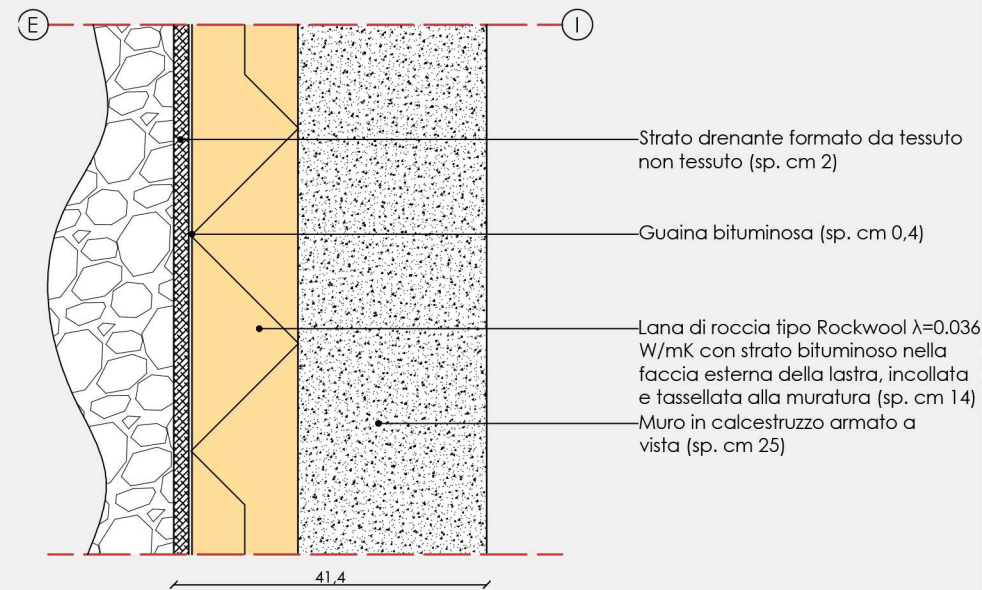 E
I
Strato drenante formato da tessuto
non tessuto (sp. cm 2)
Guaina bituminosa (sp. cm 0,4)
Lana di roccia tipo Rockwool λ=0.036
W/mK con strato bituminoso nella
faccia esterna della lastra, incollata
e tassellata alla muratura (sp. cm 14)
Muro in calcestruzzo armato a
vista (sp. cm 25)
41,4